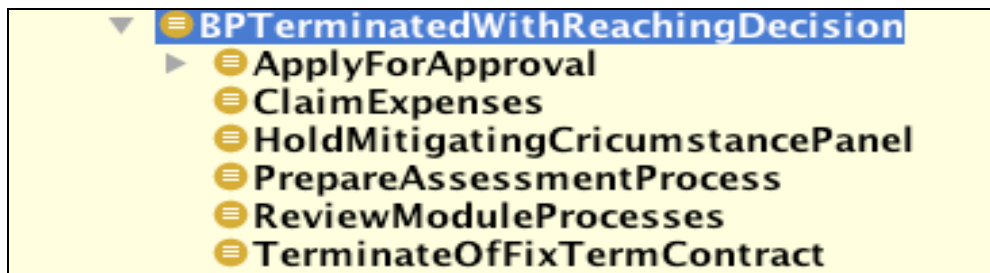 BPTerminatedWithReachingDecision
ApplyForApproval
ClaimExpenses
HoldMitigatingCricumstancePanel
PrepareAssessmentProcess
ReviewModuleProcesses
TerminateOfFixTermContract